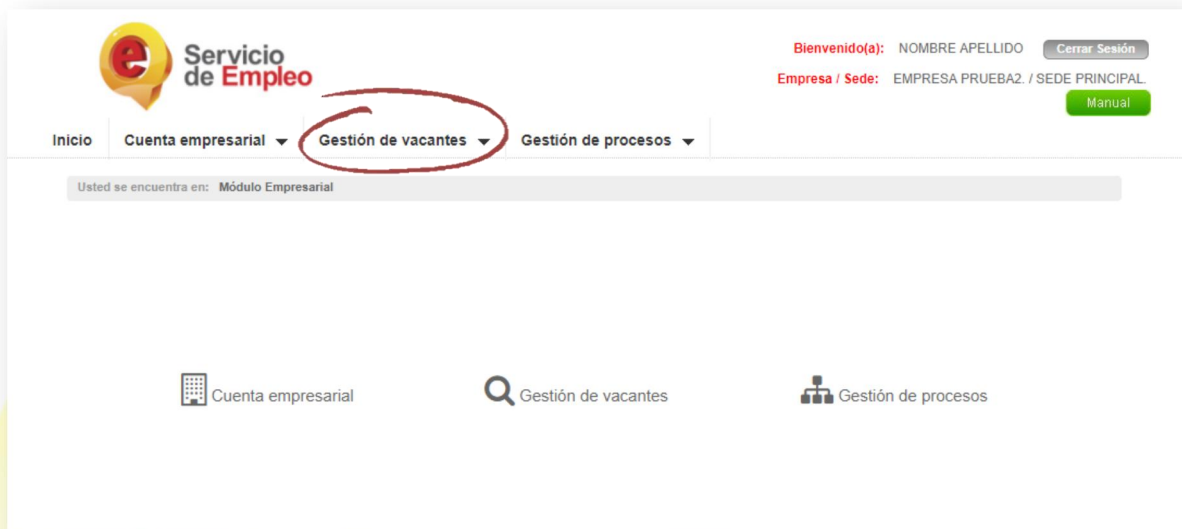 e
Servicio
de Empleo
Bienvenido(a): NOMBRE APELLIDO Cerrar Sesión
Empresa / Sede: EMPRESA PRUEBA2. / SEDE PRINCIPAL.
Manual
Inicio Cuenta empresarial Gestión de vacantes Gestión de procesos
Usted se encuentra en: Módulo Empresarial
Cuenta empresarial Gestión de vacantes Gestión de procesos